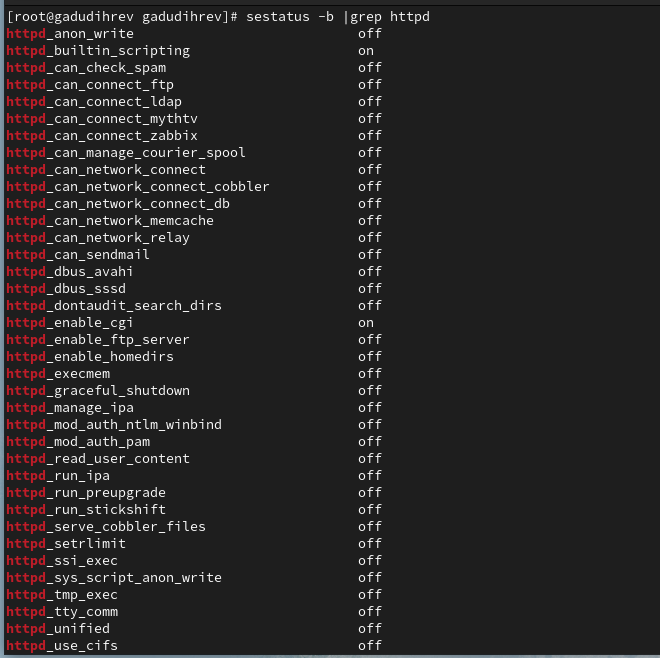 [root@gadudihrev gadudihrev]# sestatus -b |grep httpd
httpd_anon_write off
httpd_builtin_scripting on
httpd_can_check_spam off
httpd_can_connect_ftp off
httpd_can_connect_ldap off
httpd_can_connect_mythtv off
httpd_can_connect_zabbix off
httpd_can_manage_courier_spool off
httpd_can_network_connect off
httpd_can_network_connect_cobbler off
httpd_can_network_connect_db off
httpd_can_network_memcache off
httpd_can_network_relay off
httpd_can_sendmail off
httpd_dbus_avahi off
httpd_dbus_sssd off
httpd_dontaudit_search_dirs off
httpd_enable_cgi on
httpd_enable_ftp_server off
httpd_enable_homedirs off
httpd_execmem off
httpd_graceful_shutdown off
httpd_manage_ipa off
httpd_mod_auth_ntlm_winbind off
httpd_mod_auth_pam off
httpd_read_user_content off
httpd_run_ipa off
httpd_run_preupgrade off
httpd_run_stickshift off
httpd_serve_cobbler_files off
httpd_setrlimit off
httpd_ssi_exec off
httpd_sys_script_anon_write off
httpd_tmp_exec off
httpd_tty_comm off
httpd_unified off
httpd_use_cifs off